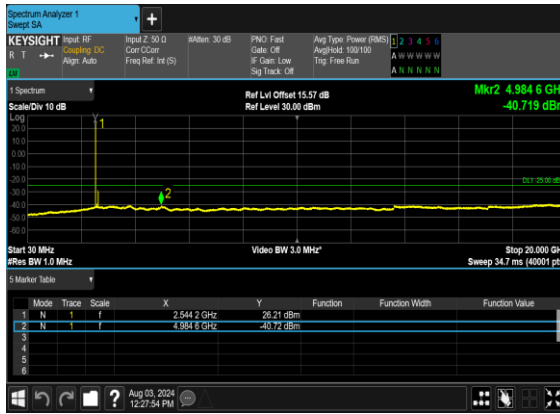 Spectrum Analyzer 1
Swept SA
KEYSIGHT Input: RF Input Z: 50 Ω #Atten: 30 dB PNO: Fast Avg Type: Power (RMS) 1 2 3 4 5 6
R T Coupling: DC Corr CCorr Gate: Off Avg|Hold: 100/100 A W W W W W
Align: Auto Freq Ref: Int (S) IF Gain: Low Trig: Free Run
Sig Track: Off A N N N N N
LXI
1 Spectrum
Scale/Div 10 dB Ref Lvl Offset 15.57 dB Mkr2 4.984 6 GH
Ref Level 30.00 dBm -40.719 dBm
Log
20.0
10.0
0.00
-10.0
-20.0
-30.0
-40.0
-50.0
-60.0
1
2
DL1 -25.00 dB
Start 30 MHz Video BW 3.0 MHz* Stop 20.000 GH
#Res BW 1.0 MHz Sweep 34.7 ms (40001 pt
5 Marker Table
Mode Trace Scale X Y Function Function Width Function Value
1 N 1 f 2.544 2 GHz 26.21 dBm
2 N 1 f 4.984 6 GHz -40.72 dBm
3
4
5
6
? Aug 03, 2024
12:27:54 PM